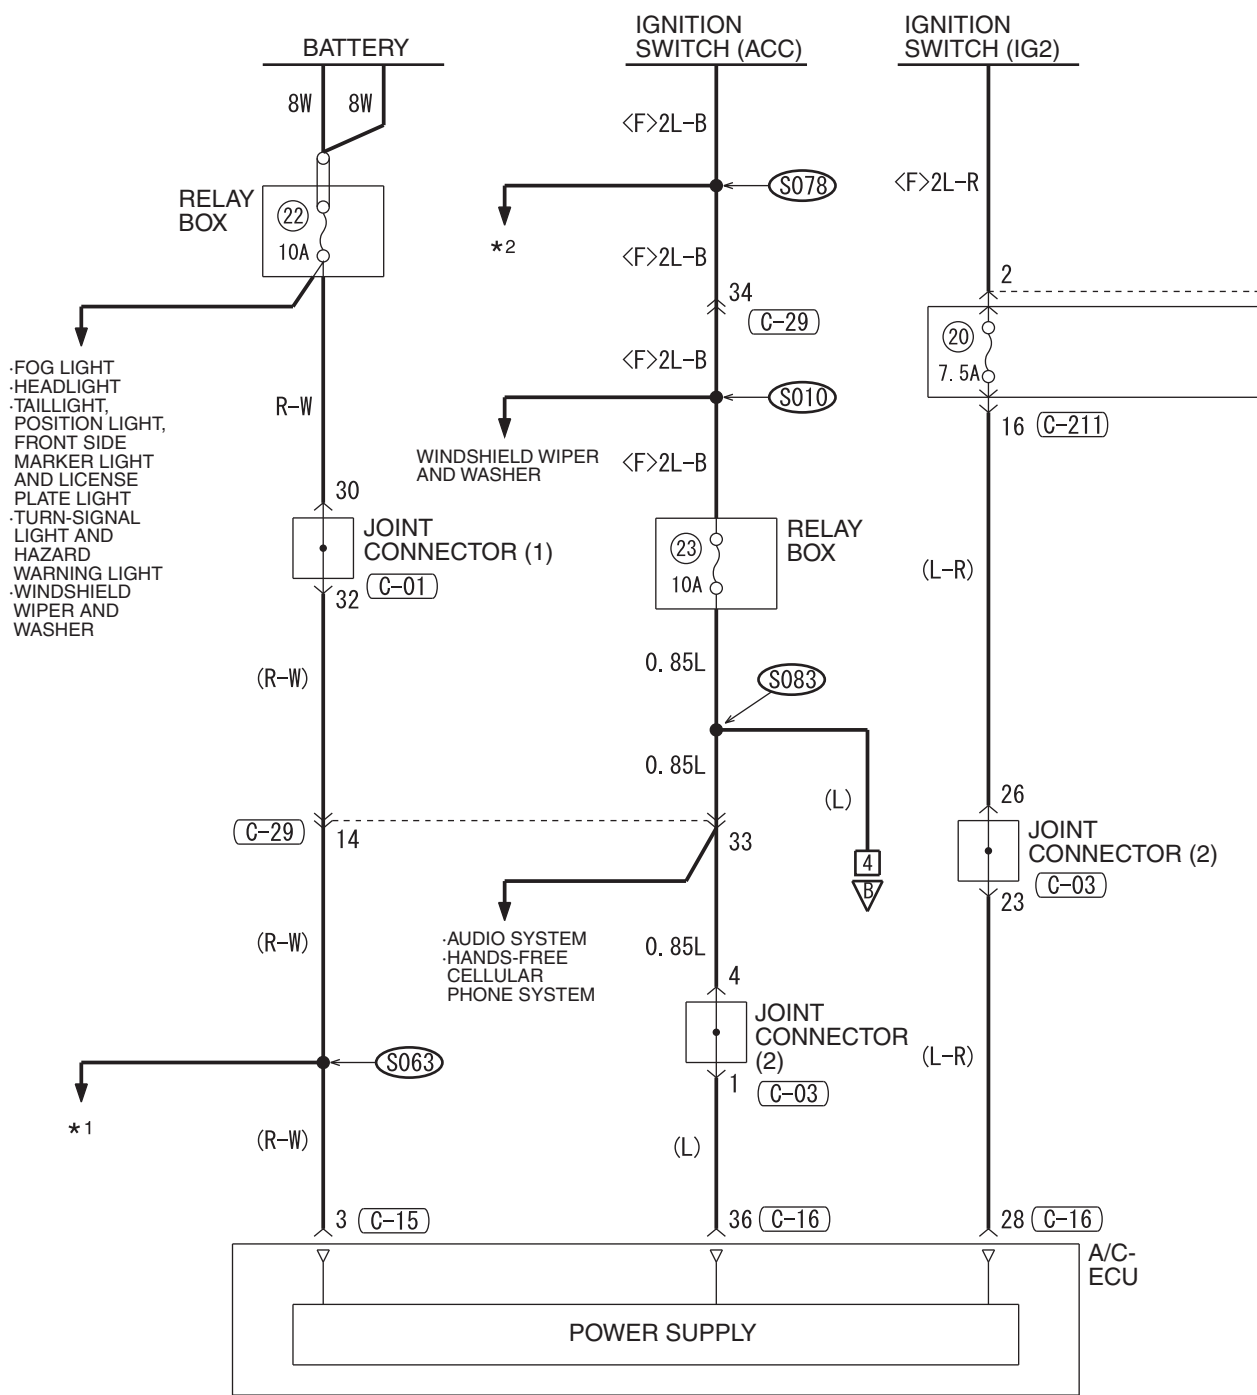 BATTERY
IGNITION
SWITCH (ACC)
IGNITION
SWITCH (IG2)
8W
8W
<F>2L-B
RELAY
BOX
22
10A
S078
<F>2L-R
*2
<F>2L-B
2
34
C-29
20
7.5A
·FOG LIGHT
·HEADLIGHT
·TAILLIGHT,
POSITION LIGHT,
FRONT SIDE
MARKER LIGHT
AND LICENSE
PLATE LIGHT
·TURN-SIGNAL
LIGHT AND
HAZARD
WARNING LIGHT
·WINDSHIELD
WIPER AND
WASHER
<F>2L-B
R-W
S010
16
C-211
WINDSHIELD WIPER
AND WASHER
<F>2L-B
30
JOINT
CONNECTOR (1)
C-01
32
23
10A
RELAY
BOX
(L-R)
(R-W)
0.85L
S083
0.85L
(L)
26
C-29
14
33
JOINT
CONNECTOR (2)
C-03
23
4
B
(R-W)
·AUDIO SYSTEM
·HANDS-FREE
CELLULAR
PHONE SYSTEM
0.85L
4
JOINT
CONNECTOR
(2)
1
C-03
(L-R)
S063
*1
(R-W)
(L)
3
C-15
36
C-16
28
C-16
A/C-
ECU
POWER SUPPLY